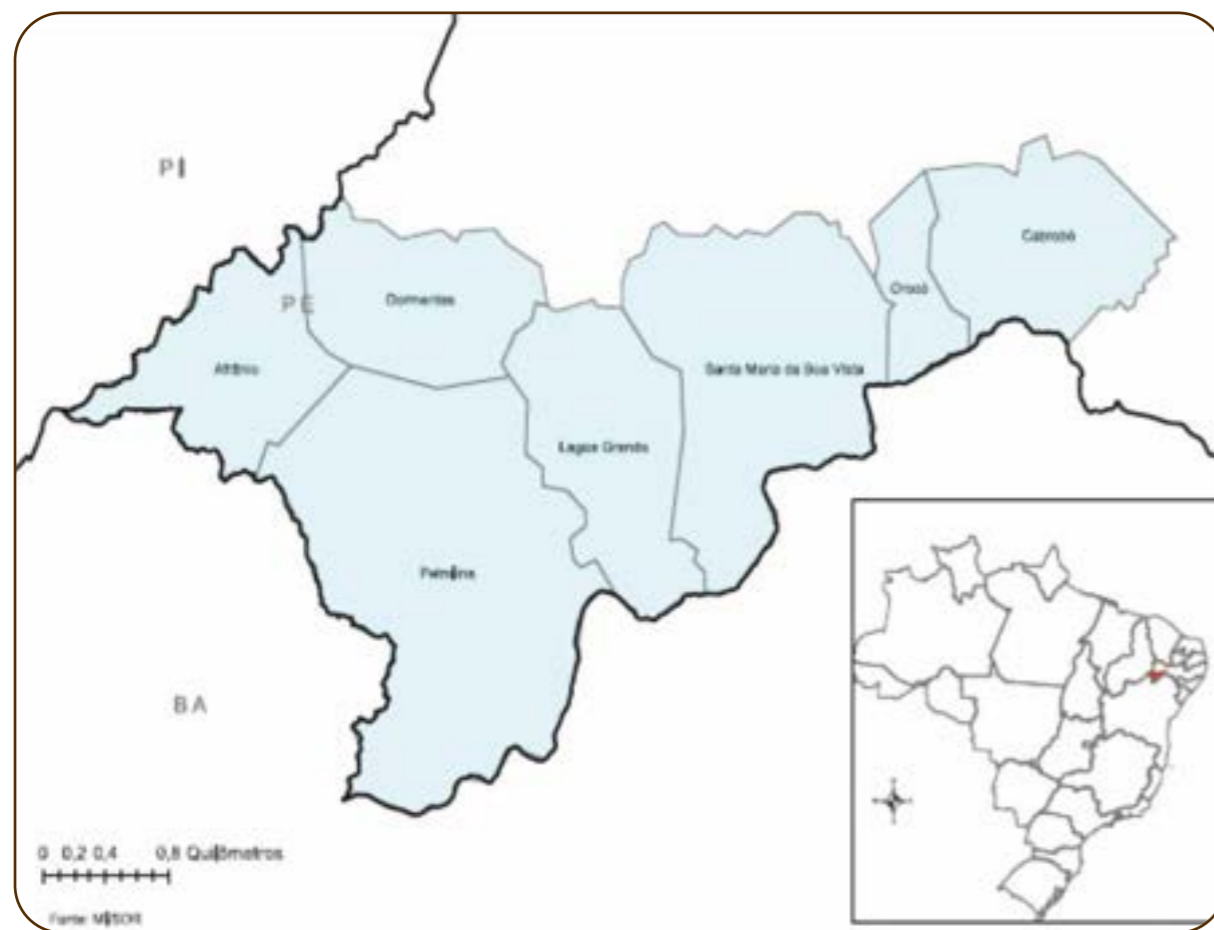 PI
Cabrobó
Orocó
Dormentes
PE
Afrânio
Santa Maria da Boa Vista
Lagoa Grande
Petrolina
BA
0 0,2 0,4 0,8 Quilômetros
Fonte: